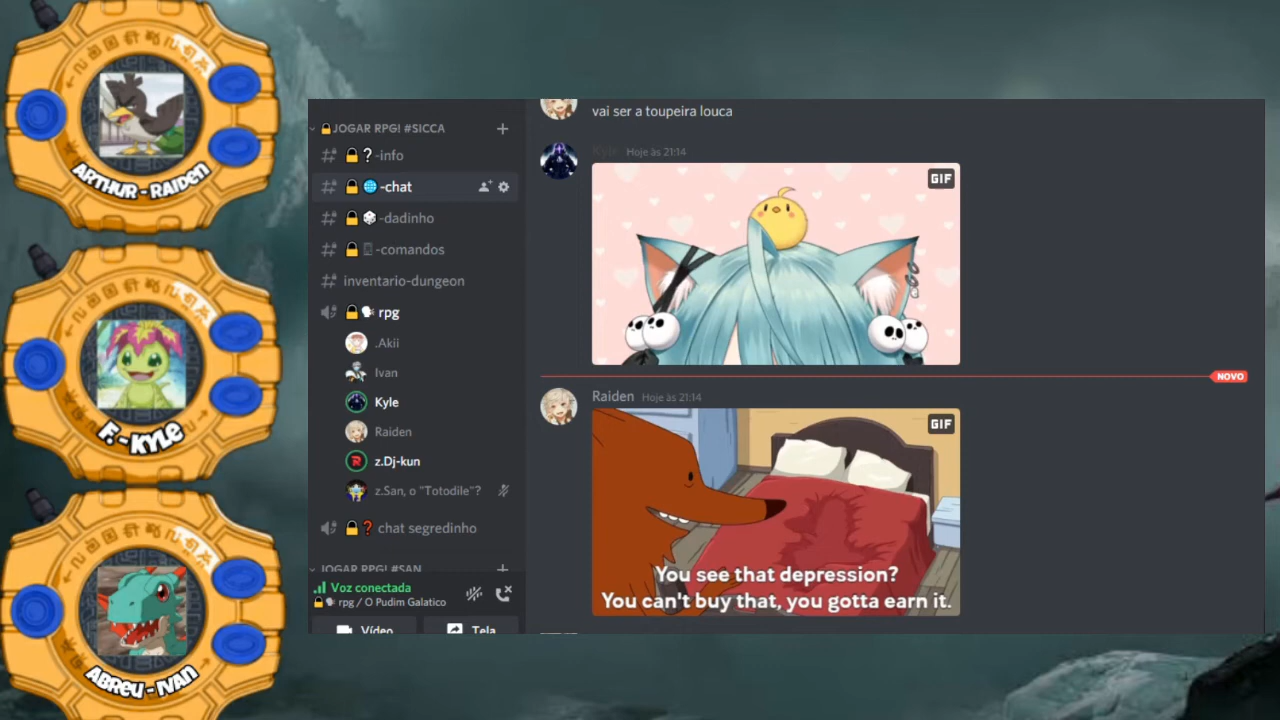 ARTHUR - RAIDEN
F. - KYLE
ABREU - IVAN
JOGAR RPG! #SICCA
-info
-chat
-dadinho
-comandos
inventario-dungeon
rpg
.Akii
Ivan
Kyle
Raiden
z.Dj-kun
z.San, o "Totodile"?
chat segredinho
JOGAR RPG! #SAN
Voz conectada
rpg / O Pudim Galatico
Vídeo
Tela
vai ser a toupeira louca
Kyle Hoje às 21:14
GIF
NOVO
Raiden Hoje às 21:14
GIF
You see that depression?
You can't buy that, you gotta earn it.